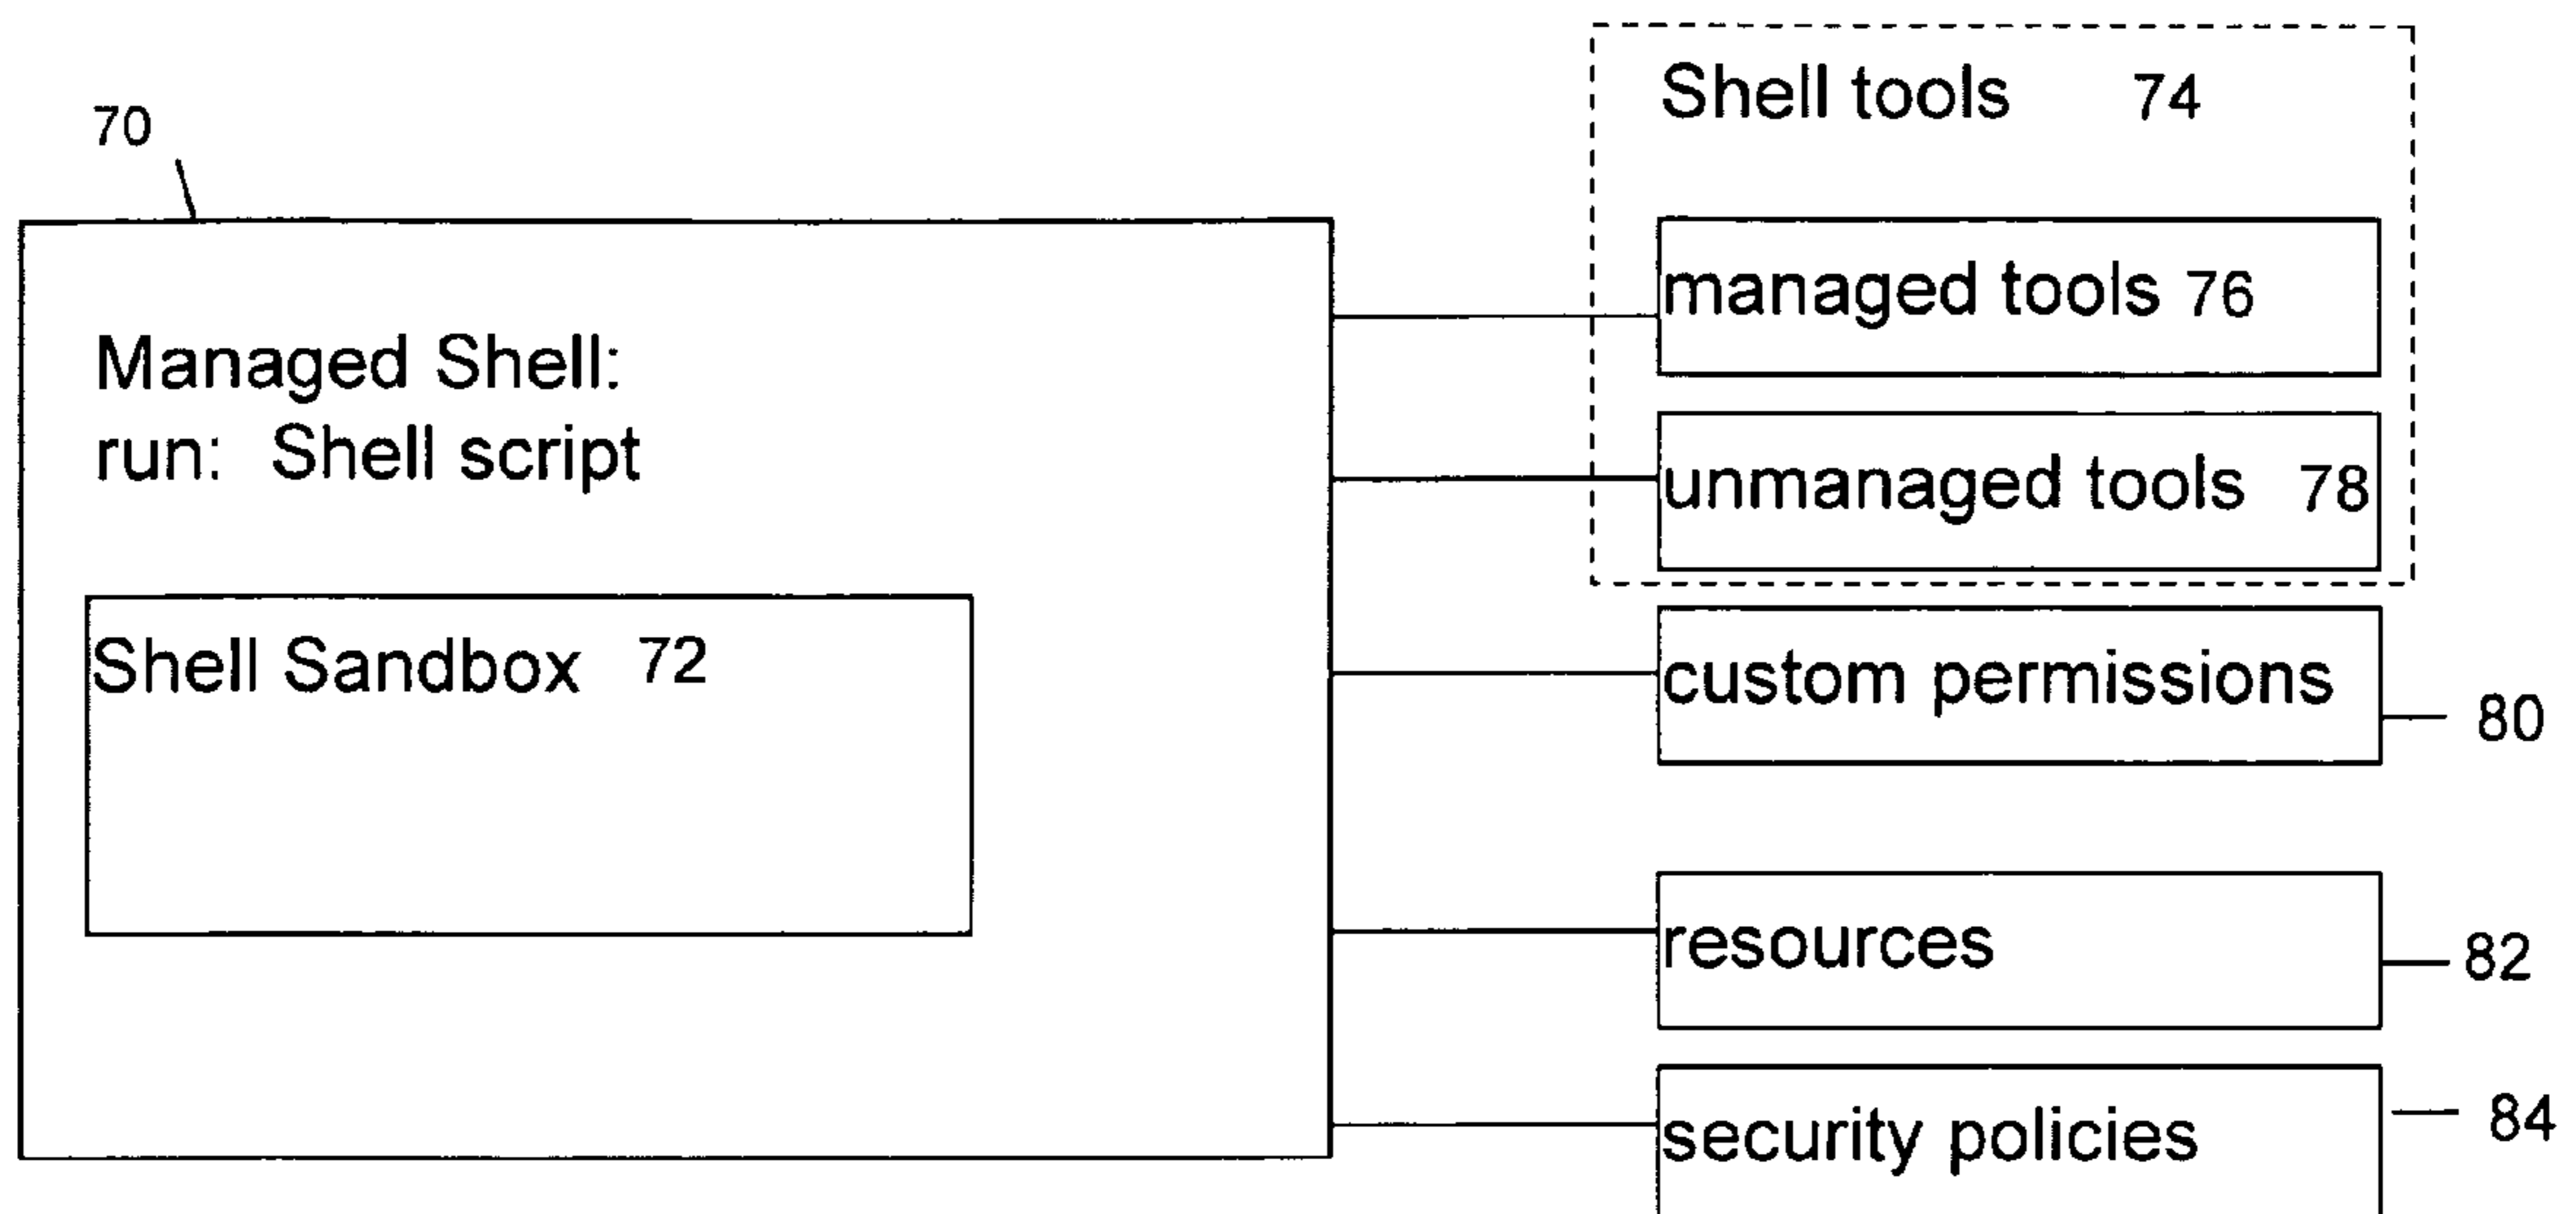 70
Managed Shell:
run: Shell script
Shell Sandbox 72
Shell tools 74
managed tools 76
unmanaged tools 78
custom permissions
80
resources
82
security policies
84